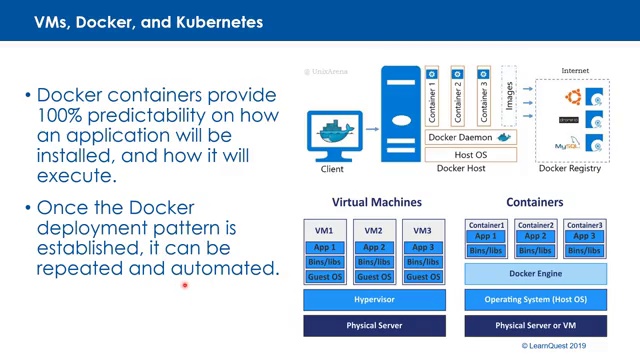 VMs, Docker, and Kubernetes
• Docker containers provide
100% predictability on how
an application will be
installed, and how it will
execute.
• Once the Docker
deployment pattern is
established, it can be
repeated and automated.
@ UnixArena
Client
Container 1
Container 2
Container 3
Images
Docker Daemon
Host OS
Docker Host
Internet
MySQL
Docker Registry
Virtual Machines
VM1 VM2 VM3
App 1 App 2 App 3
Bins/libs Bins/libs Bins/libs
Guest OS Guest OS Guest OS
Hypervisor
Physical Server
Containers
Container1 Container2 Container3
App 1 App 2 App 3
Bins/libs Bins/libs Bins/libs
Docker Engine
Operating System (Host OS)
Physical Server or VM
© LearnQuest 2019